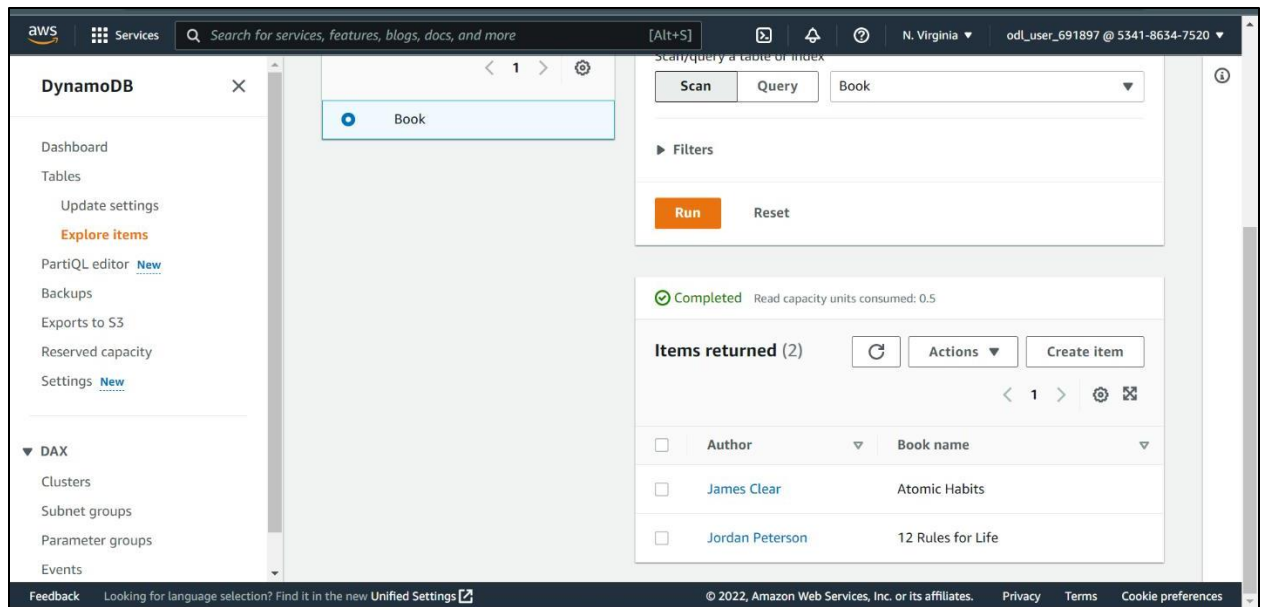 aws Services Search for services, features, blogs, docs, and more [Alt+S] N. Virginia ▼ odl_user_691897 @ 5341-8634-7520 ▼
DynamoDB
Dashboard
Tables
Update settings
Explore items
PartiQL editor New
Backups
Exports to S3
Reserved capacity
Settings New
▼ DAX
Clusters
Subnet groups
Parameter groups
Events
< 1 >
Book
Scan/query a table or index
Scan Query Book
▶ Filters
Run Reset
Completed Read capacity units consumed: 0.5
Items returned (2) Actions ▼ Create item
< 1 >
Author Book name
James Clear Atomic Habits
Jordan Peterson 12 Rules for Life
Feedback Looking for language selection? Find it in the new Unified Settings © 2022, Amazon Web Services, Inc. or its affiliates. Privacy Terms Cookie preferences